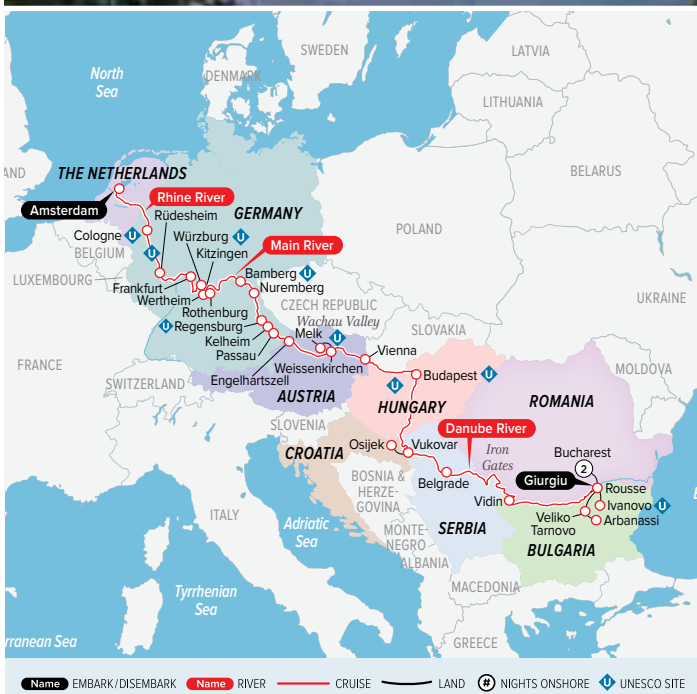 SWEDEN
LATVIA
North
Sea
DENMARK
LITHUANIA
BELARUS
THE NETHERLANDS
Amsterdam
Rhine River
Rüdesheim
GERMANY
POLAND
Cologne
U
Würzburg
U
BELGIUM
U
Kitzingen
Main River
LUXEMBOURG
Frankfurt
Bamberg
U
Nuremberg
Wertheim
CZECH REPUBLIC
UKRAINE
Rothenburg
Wachau Valley
U
Regensburg
SLOVAKIA
Kelheim
Melk
U
Passau
Vienna
FRANCE
Weissenkirchen
MOLDOVA
Engelhartszell
Budapest
U
SWITZERLAND
U
AUSTRIA
HUNGARY
ROMANIA
SLOVENIA
Danube River
CROATIA
Osijek
Vukovar
Iron
Gates
Bucharest
2
BOSNIA &
HERZE-
GOVINA
Belgrade
Giurgiu
Rousse
Vidin
Ivanovo
U
ITALY
Adriatic
Sea
MONTE-
NEGRO
SERBIA
Veliko
Tarnovo
Arbanassi
BULGARIA
ALBANIA
MACEDONIA
Tyrrhenian
Sea
GREECE
Sea
Name EMBARK/DISEMBARK Name RIVER CRUISE LAND # NIGHTS ONSHORE U UNESCO SITE